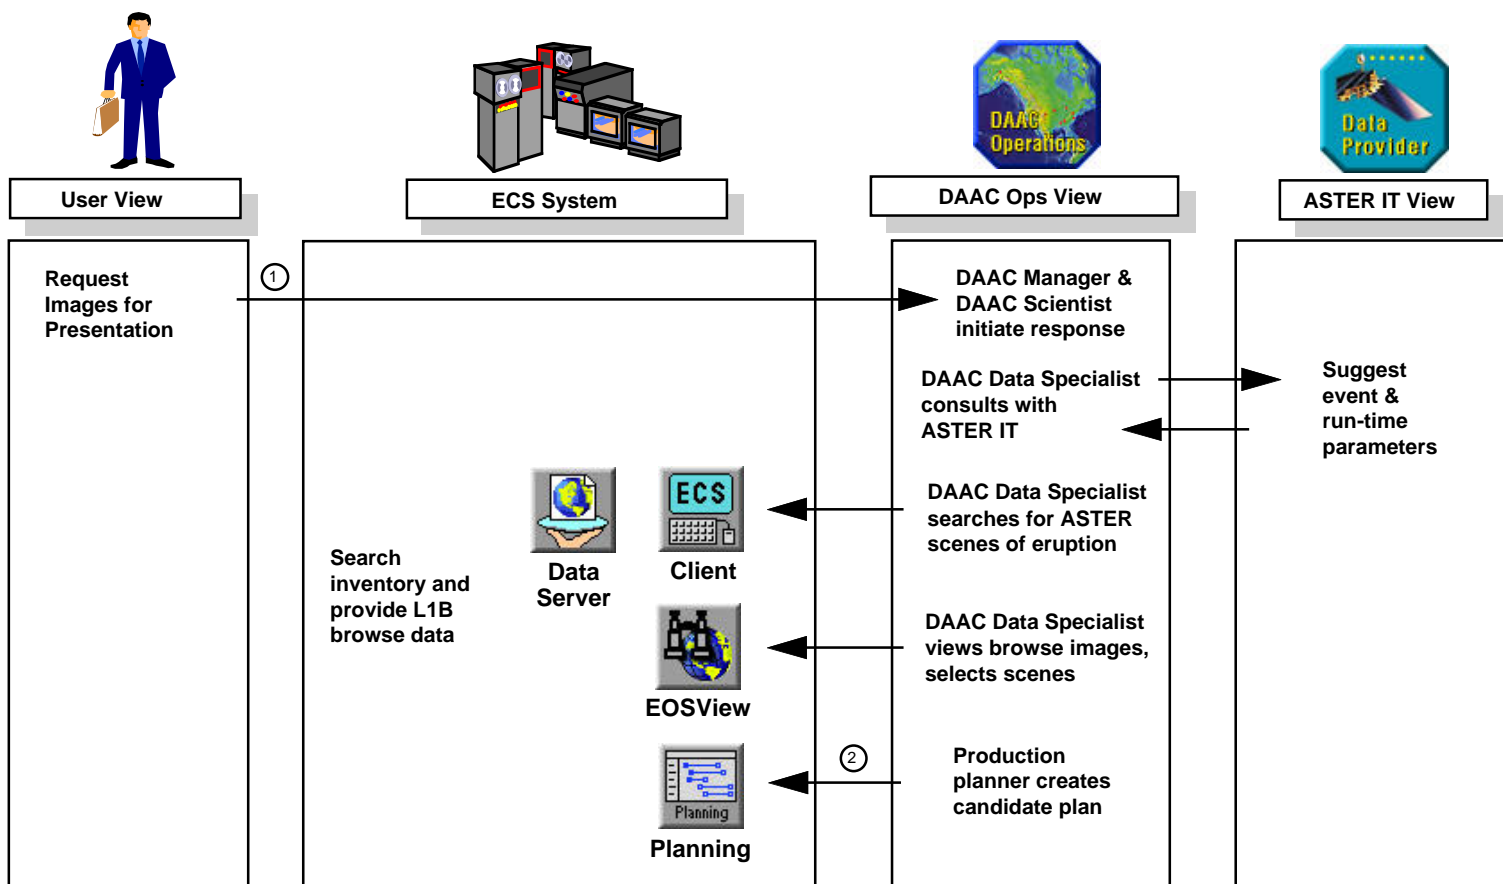 DAAC
Operations
Data
Provider
User View
ECS System
DAAC Ops View
ASTER IT View
Request
Images for
Presentation
1
DAAC Manager &
DAAC Scientist
initiate response
DAAC Data Specialist
consults with
ASTER IT
Suggest
event &
run-time
parameters
Search
inventory and
provide L1B
browse data
Data
Server
ECS
Client
DAAC Data Specialist
searches for ASTER
scenes of eruption
EOSView
DAAC Data Specialist
views browse images,
selects scenes
2
Planning
Planning
Production
planner creates
candidate plan